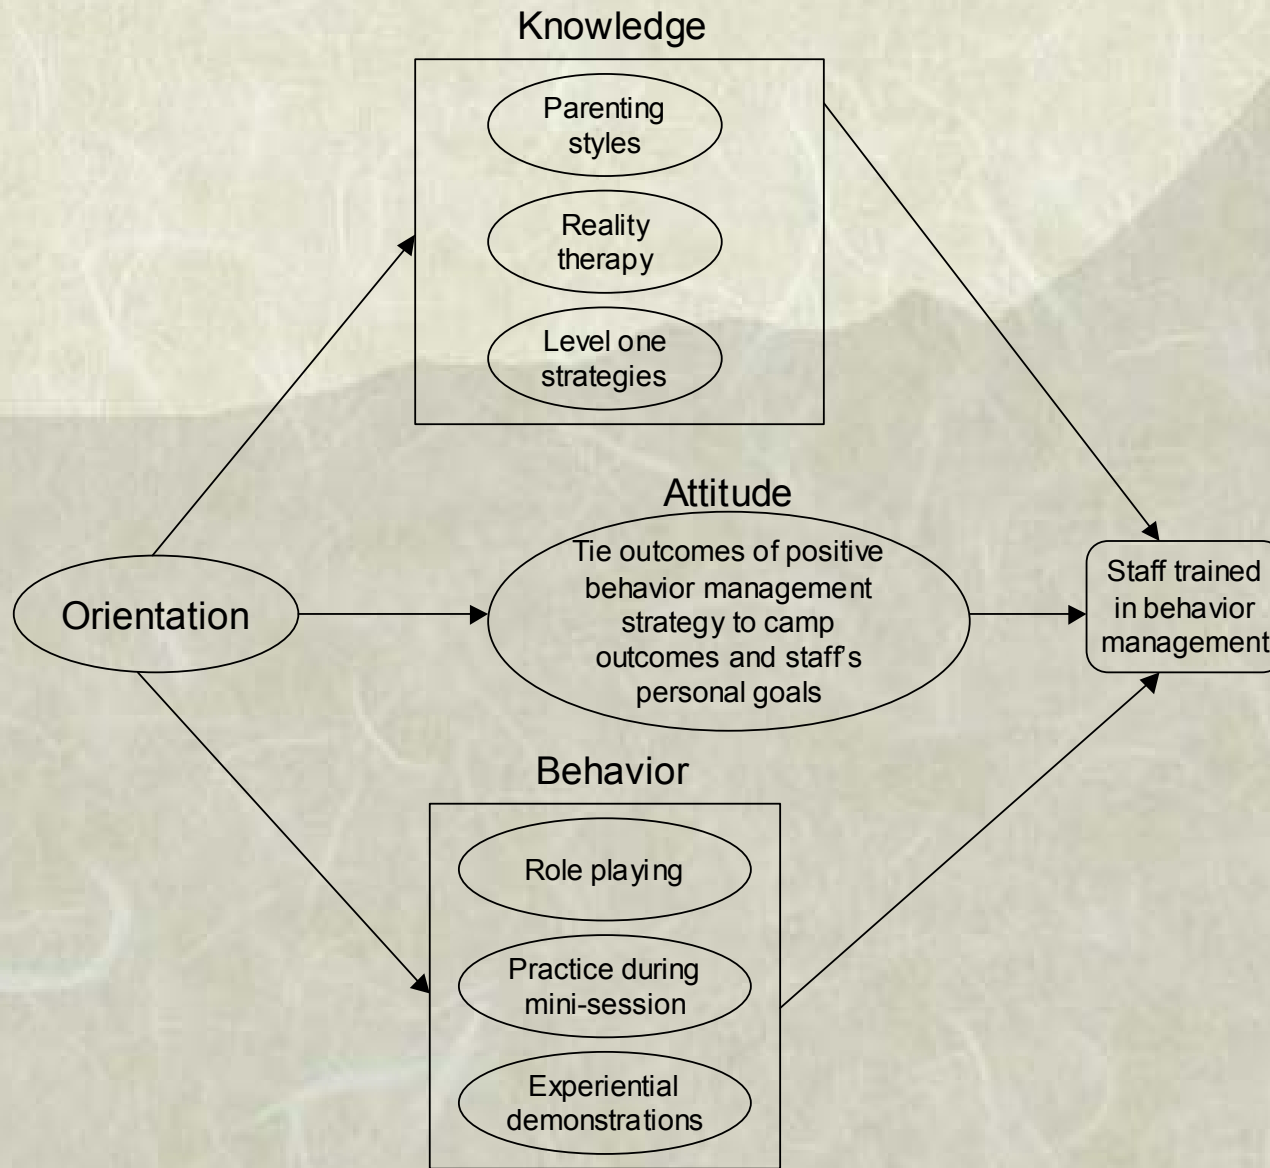 Knowledge
Parenting
styles
Reality
therapy
Level one
strategies
Attitude
Tie outcomes of positive
behavior management
strategy to camp
outcomes and staff's
personal goals
Orientation
Staff trained
in behavior
management
Behavior
Role playing
Practice during
mini-session
Experiential
demonstrations